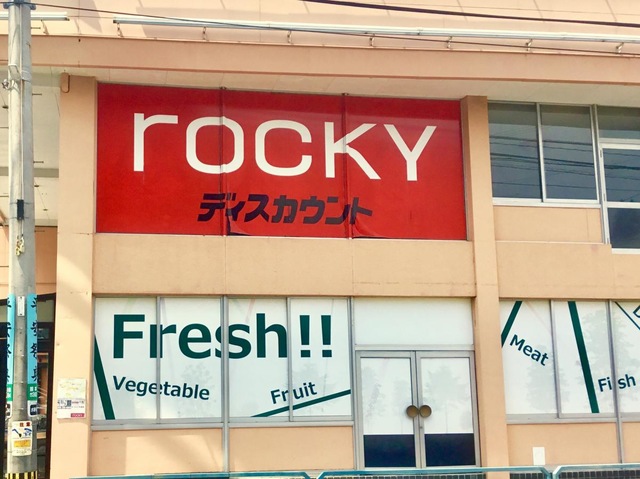 rocky
ディスカウント
Fresh!!
Vegetable
Fruit
Meat
Fish